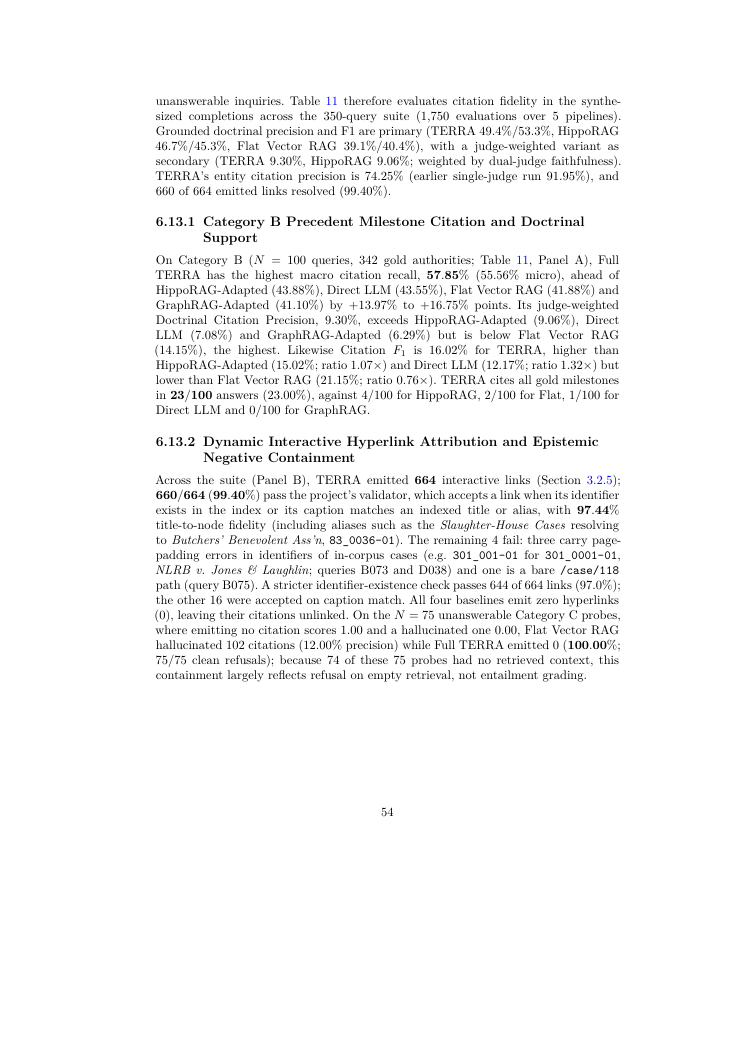 unanswerable inquiries. Table 11 therefore evaluates citation fidelity in the synthe-
sized completions across the 350-query suite (1,750 evaluations over 5 pipelines).
Grounded doctrinal precision and F1 are primary (TERRA 49.4%/53.3%, HippoRAG
46.7%/45.3%, Flat Vector RAG 39.1%/40.4%), with a judge-weighted variant as
secondary (TERRA 9.30%, HippoRAG 9.06%; weighted by dual-judge faithfulness).
TERRA's entity citation precision is 74.25% (earlier single-judge run 91.95%), and
660 of 664 emitted links resolved (99.40%).
6.13.1 Category B Precedent Milestone Citation and Doctrinal
Support
On Category B (N = 100 queries, 342 gold authorities; Table 11, Panel A), Full
TERRA has the highest macro citation recall, 57.85% (55.56% micro), ahead of
HippoRAG-Adapted (43.88%), Direct LLM (43.55%), Flat Vector RAG (41.88%) and
GraphRAG-Adapted (41.10%) by +13.97% to +16.75% points. Its judge-weighted
Doctrinal Citation Precision, 9.30%, exceeds HippoRAG-Adapted (9.06%), Direct
LLM (7.08%) and GraphRAG-Adapted (6.29%) but is below Flat Vector RAG
(14.15%), the highest. Likewise Citation F1 is 16.02% for TERRA, higher than
HippoRAG-Adapted (15.02%; ratio 1.07×) and Direct LLM (12.17%; ratio 1.32×) but
lower than Flat Vector RAG (21.15%; ratio 0.76×). TERRA cites all gold milestones
in 23/100 answers (23.00%), against 4/100 for HippoRAG, 2/100 for Flat, 1/100 for
Direct LLM and 0/100 for GraphRAG.
6.13.2 Dynamic Interactive Hyperlink Attribution and Epistemic
Negative Containment
Across the suite (Panel B), TERRA emitted 664 interactive links (Section 3.2.5);
660/664 (99.40%) pass the project's validator, which accepts a link when its identifier
exists in the index or its caption matches an indexed title or alias, with 97.44%
title-to-node fidelity (including aliases such as the Slaughter-House Cases resolving
to Butchers' Benevolent Ass'n, 83_0036-01). The remaining 4 fail: three carry page-
padding errors in identifiers of in-corpus cases (e.g. 301_001-01 for 301_0001-01,
NLRB v. Jones & Laughlin; queries B073 and D038) and one is a bare /case/118
path (query B075). A stricter identifier-existence check passes 644 of 664 links (97.0%);
the other 16 were accepted on caption match. All four baselines emit zero hyperlinks
(0), leaving their citations unlinked. On the N = 75 unanswerable Category C probes,
where emitting no citation scores 1.00 and a hallucinated one 0.00, Flat Vector RAG
hallucinated 102 citations (12.00% precision) while Full TERRA emitted 0 (100.00%;
75/75 clean refusals); because 74 of these 75 probes had no retrieved context, this
containment largely reflects refusal on empty retrieval, not entailment grading.
54